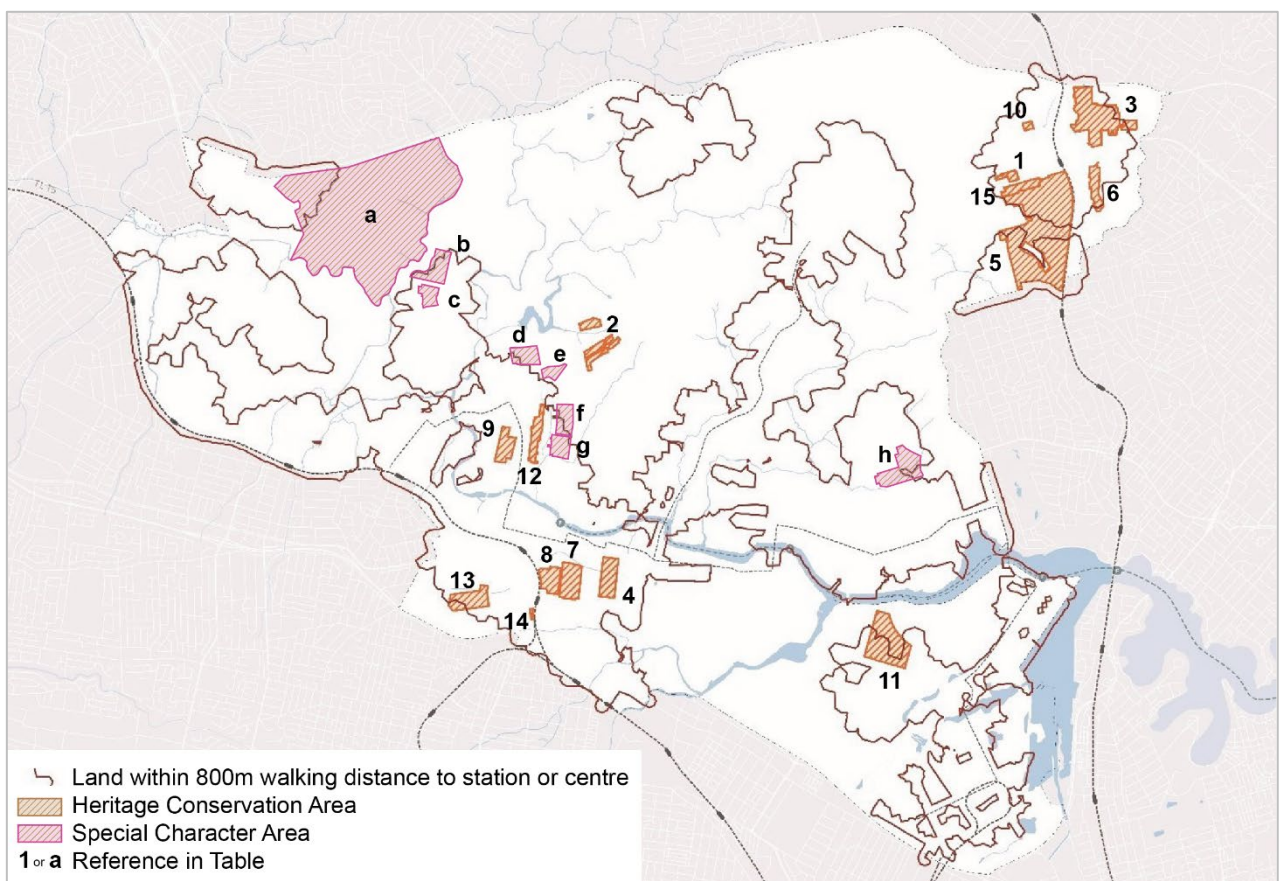 10
3
1
a
15
6
b
5
c
2
d
e
f
9
g
h
12
8 7
13
4
14
11
Land within 800m walking distance to station or centre
Heritage Conservation Area
Special Character Area
1 or a Reference in Table